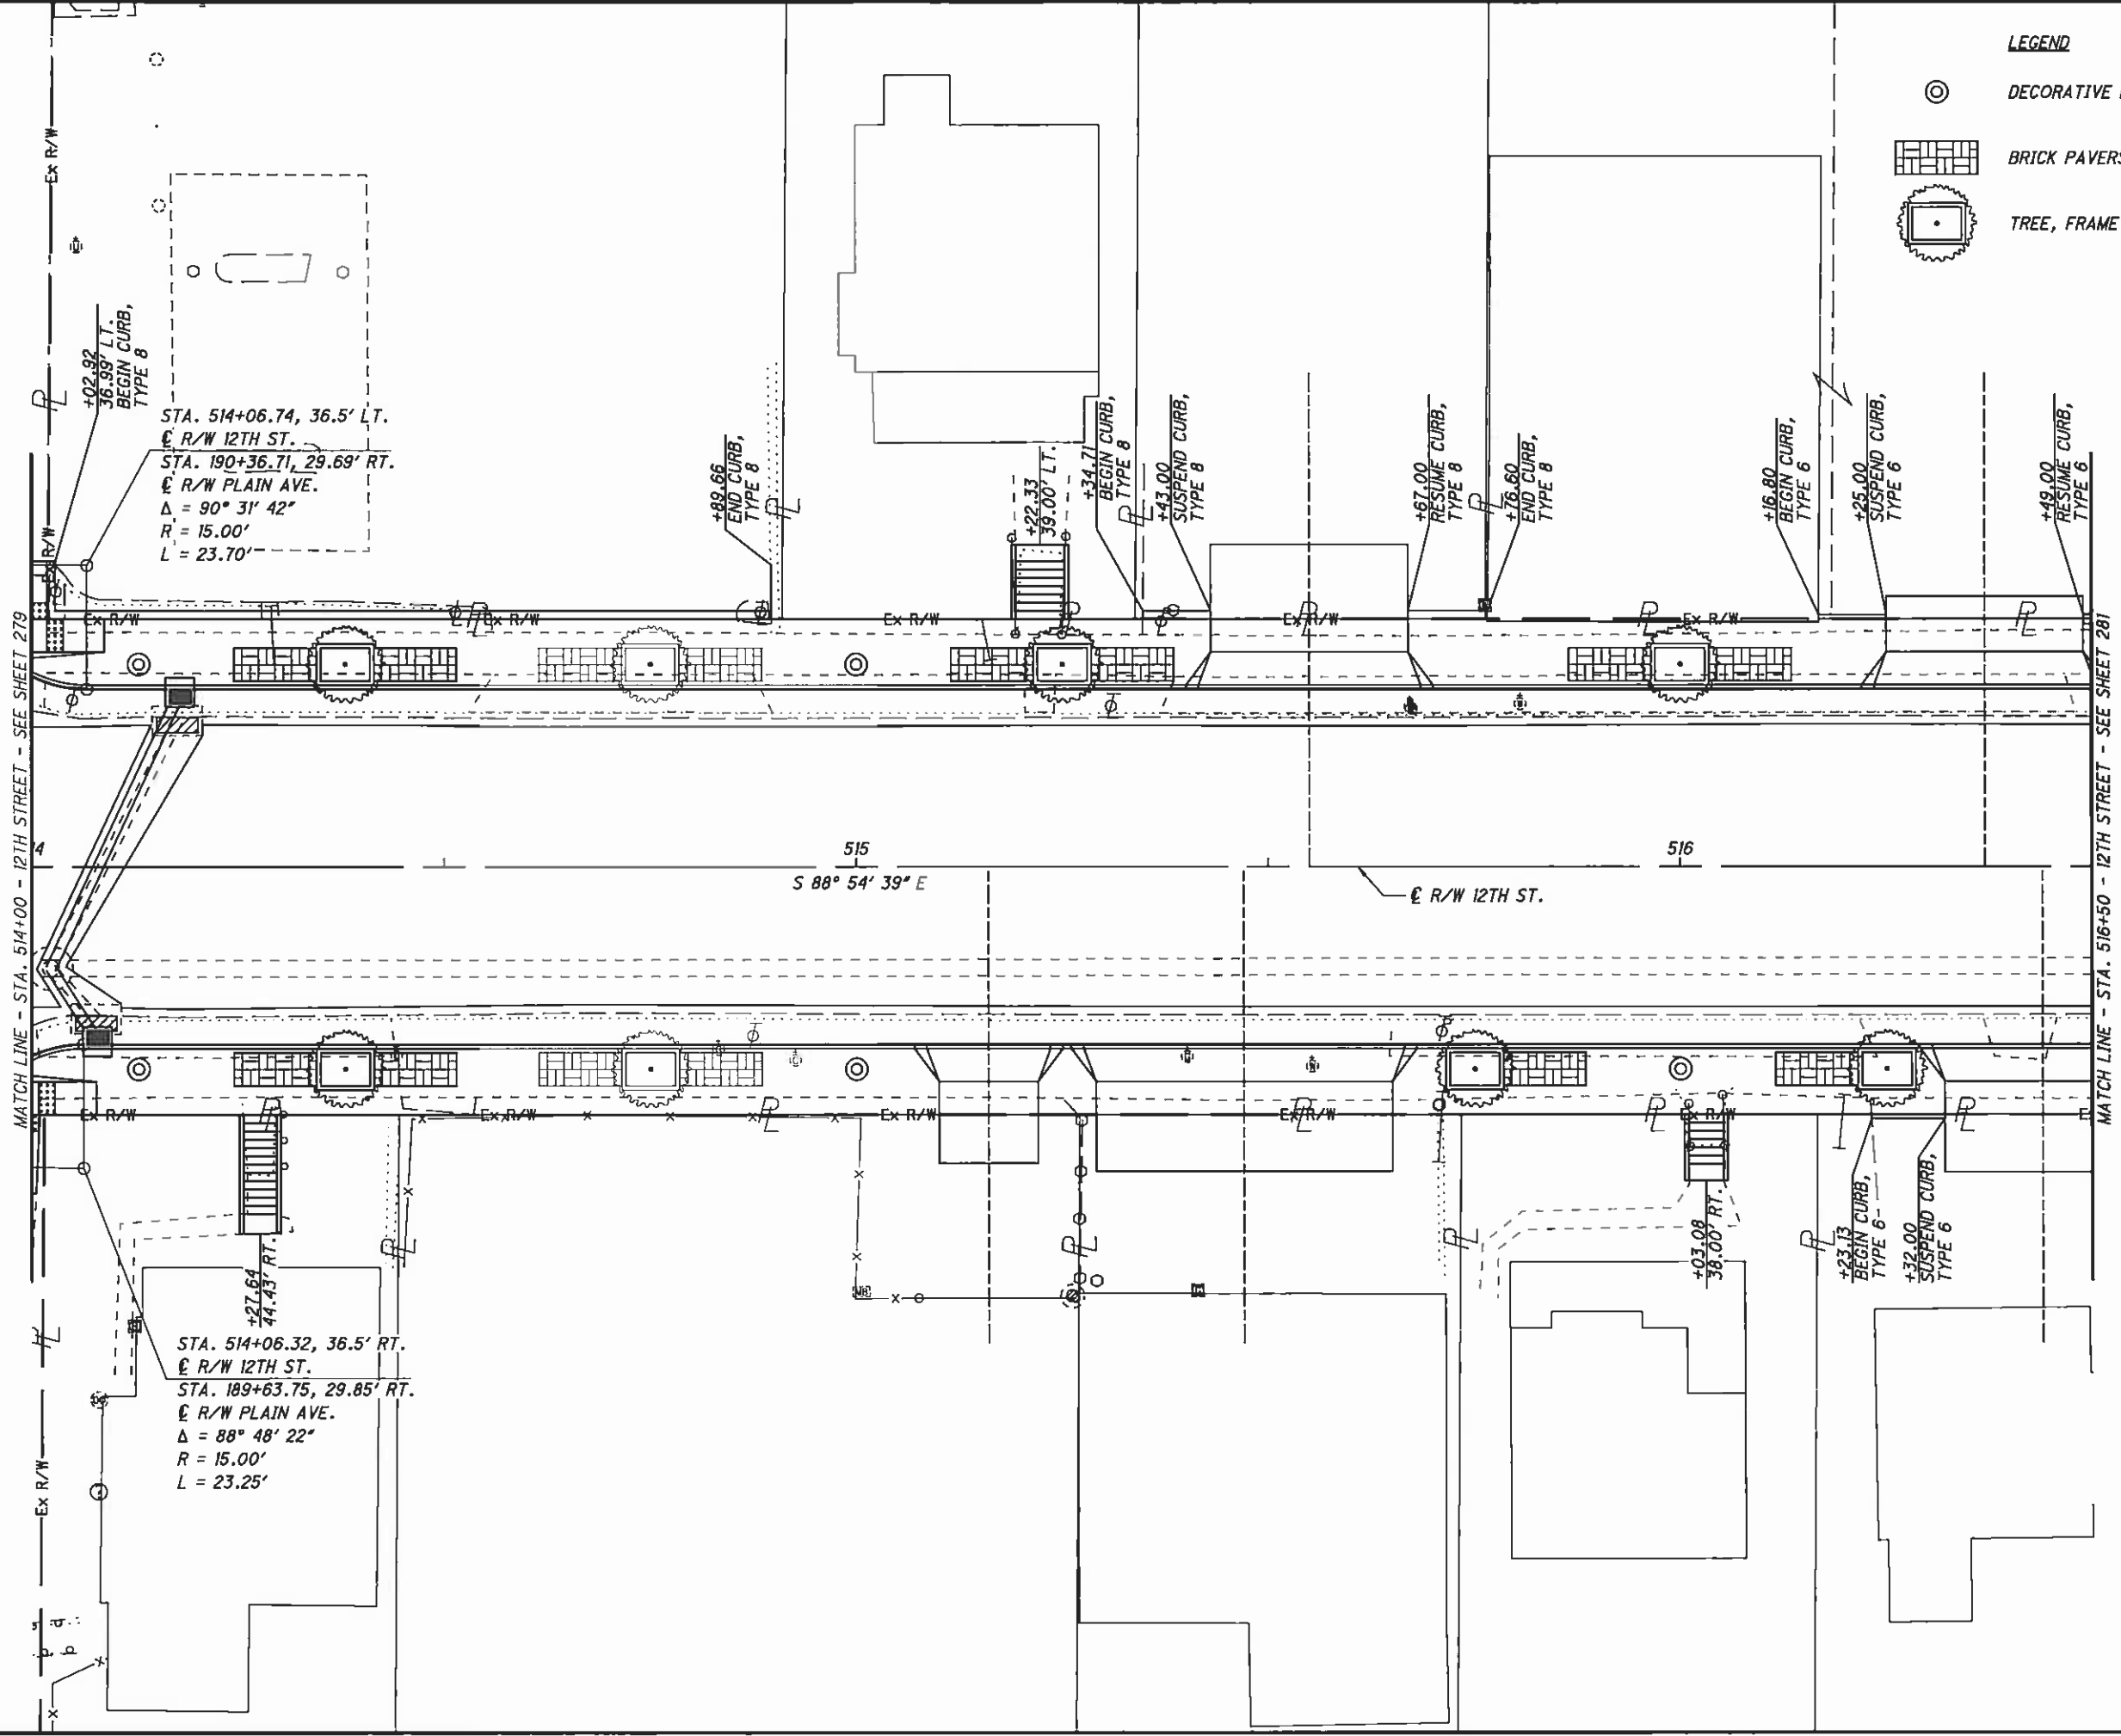 LEGEND
DECORATIVE
BRICK PAVERS
TREE, FRAME
Ex R/W
+02.92
36.99' LT.
BEGIN CURB,
TYPE 8
STA. 514+06.74, 36.5' LT.
℄ R/W 12TH ST.
STA. 190+36.71, 29.69' RT.
℄ R/W PLAIN AVE.
Δ = 90° 31' 42"
R = 15.00'
L = 23.70'
+89.66
END CURB,
TYPE 8
+22.33
39.00' LT.
+34.71
BEGIN CURB,
TYPE 8
+43.00
SUSPEND CURB,
TYPE 8
+67.00
RESUME CURB,
TYPE 8
+76.60
END CURB,
TYPE 8
+16.80
BEGIN CURB,
TYPE 6
+25.00
SUSPEND CURB,
TYPE 6
+49.00
RESUME CURB,
TYPE 6
R/W
Ex R/W
Ex R/W
Ex R/W
Ex R/W
Ex R/W
MATCH LINE - STA. 514+00 - 12TH STREET - SEE SHEET 279
MATCH LINE - STA. 516+50 - 12TH STREET - SEE SHEET 281
4
515
516
S 88° 54' 39" E
℄ R/W 12TH ST.
Ex R/W
Ex R/W
Ex R/W
Ex R/W
Ex R/W
E
+27.64
44.43' RT.
+03.08
38.00' RT.
+23.13
BEGIN CURB,
TYPE 6
+32.00
SUSPEND CURB,
TYPE 6
STA. 514+06.32, 36.5' RT.
℄ R/W 12TH ST.
STA. 189+63.75, 29.85' RT.
℄ R/W PLAIN AVE.
Δ = 88° 48' 22"
R = 15.00'
L = 23.25'
Ex R/W